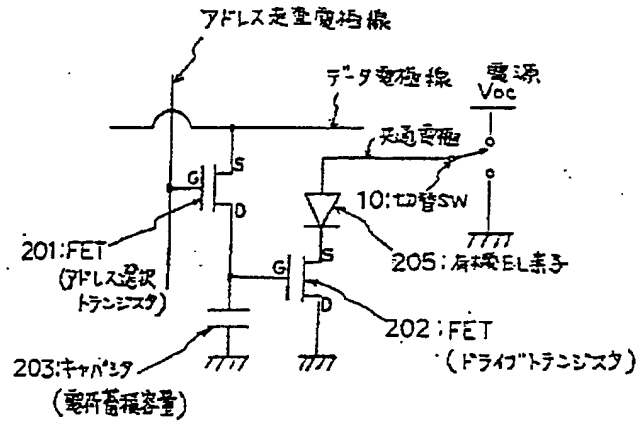 アドレス走査電極線
データ電極線
電源
Voc
共通電極
10:切替SW
G
S
D
201:FET
(アドレス選択
トランジスタ)
205:有機EL素子
G
S
D
202:FET
(ドライブトランジスタ)
203:キャパシタ
(電荷蓄積容量)